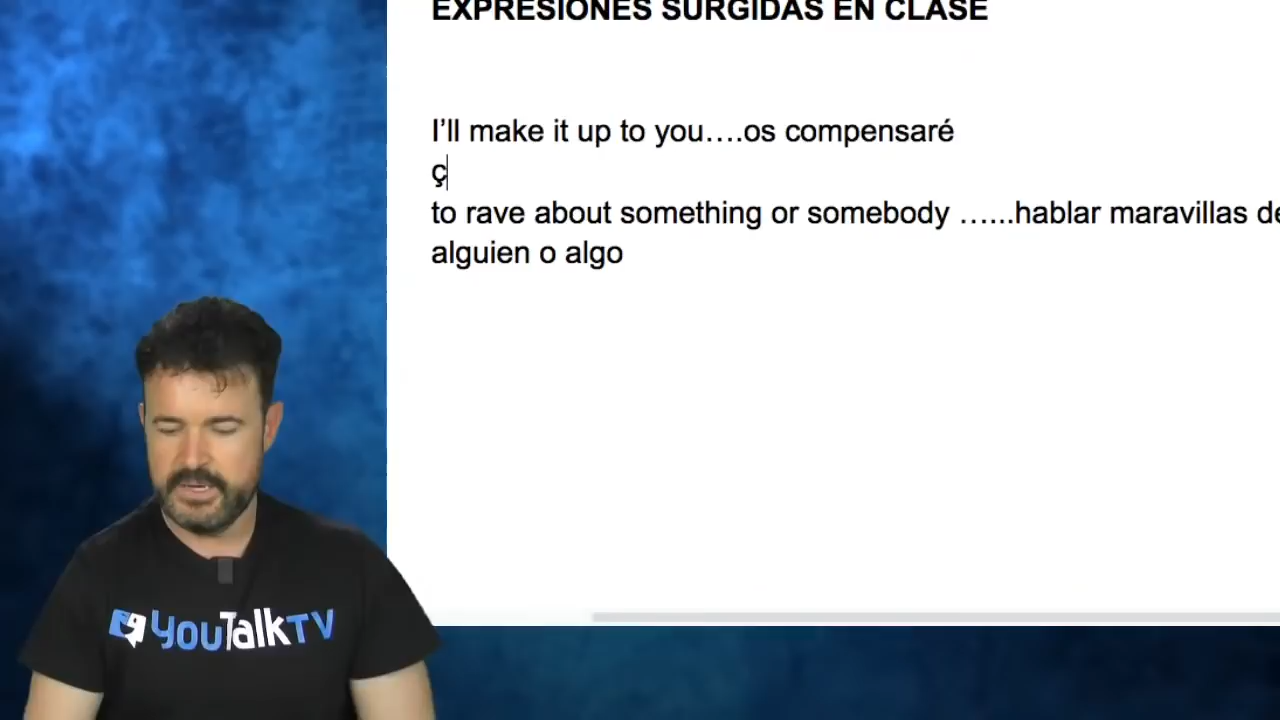 EXPRESIONES SURGIDAS EN CLASE
I’ll make it up to you….os compensaré
ç
to rave about something or somebody …...hablar maravillas de
alguien o algo
YouTalkTV